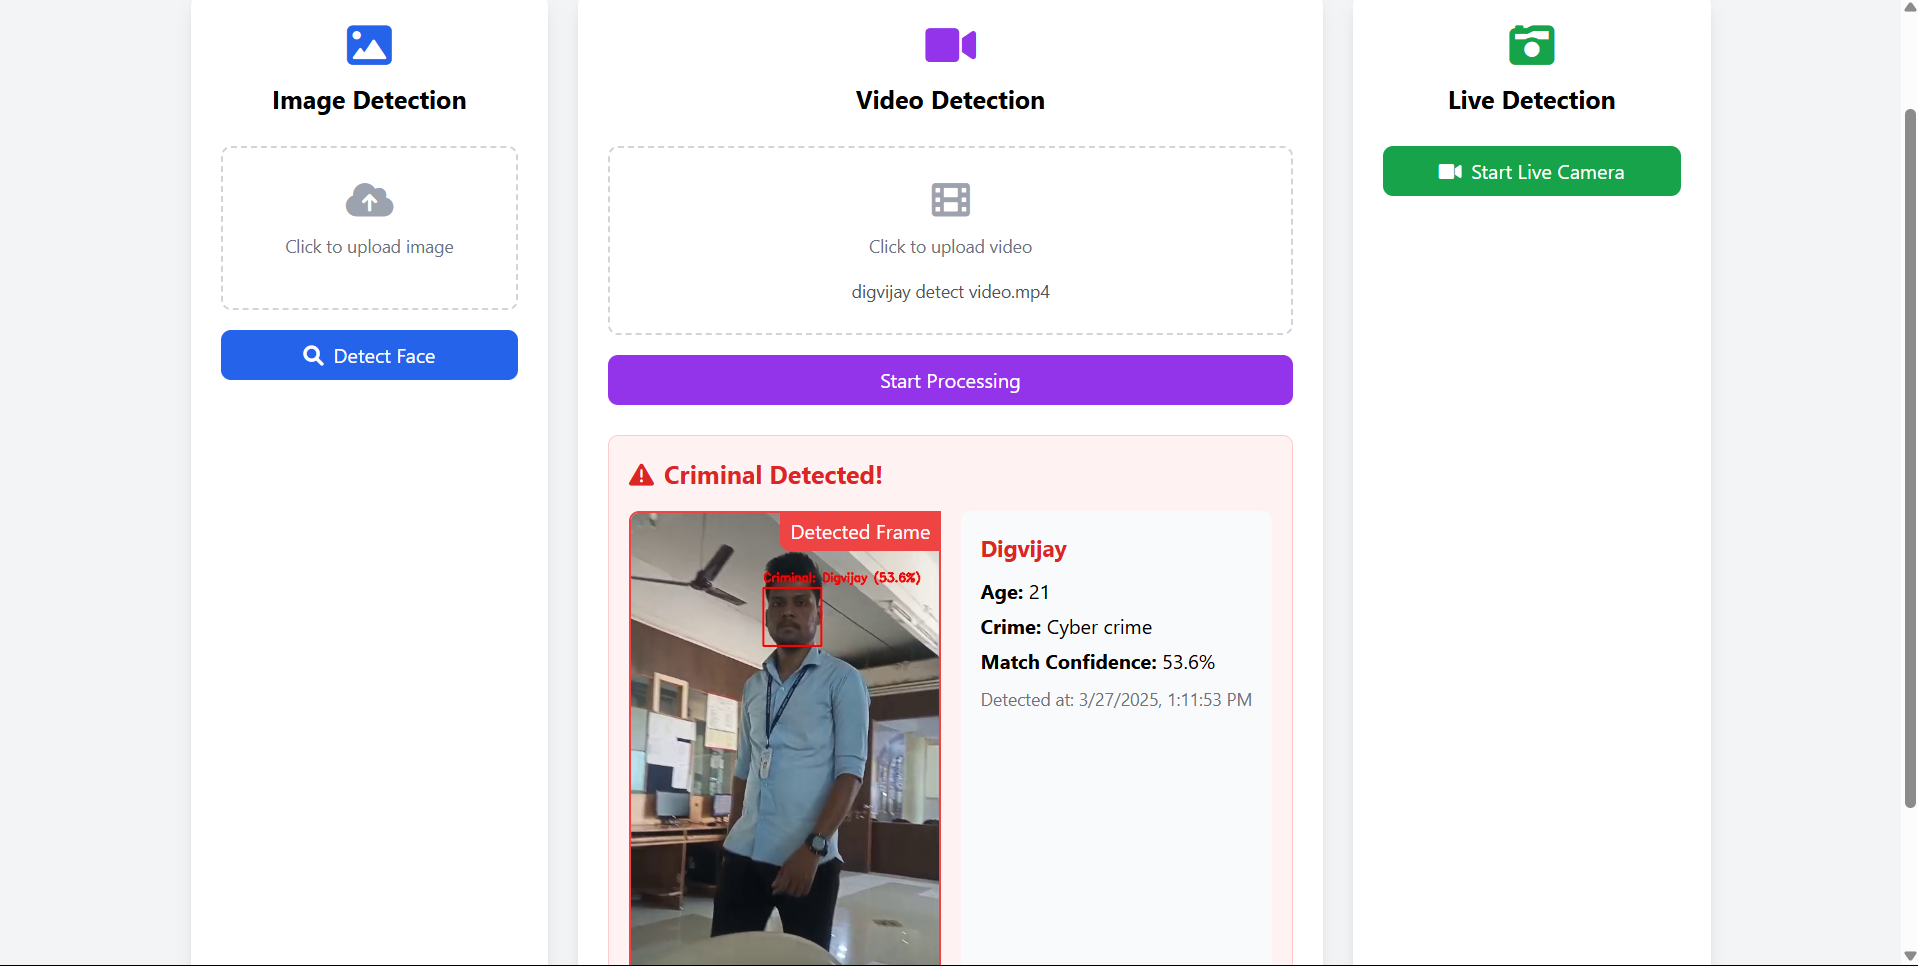 Image Detection
Click to upload image
Detect Face
Video Detection
Click to upload video
digvijay detect video.mp4
Start Processing
Criminal Detected!
Detected Frame
Criminal: Digvijay (53.6%)
Digvijay
Age: 21
Crime: Cyber crime
Match Confidence: 53.6%
Detected at: 3/27/2025, 1:11:53 PM
Live Detection
Start Live Camera